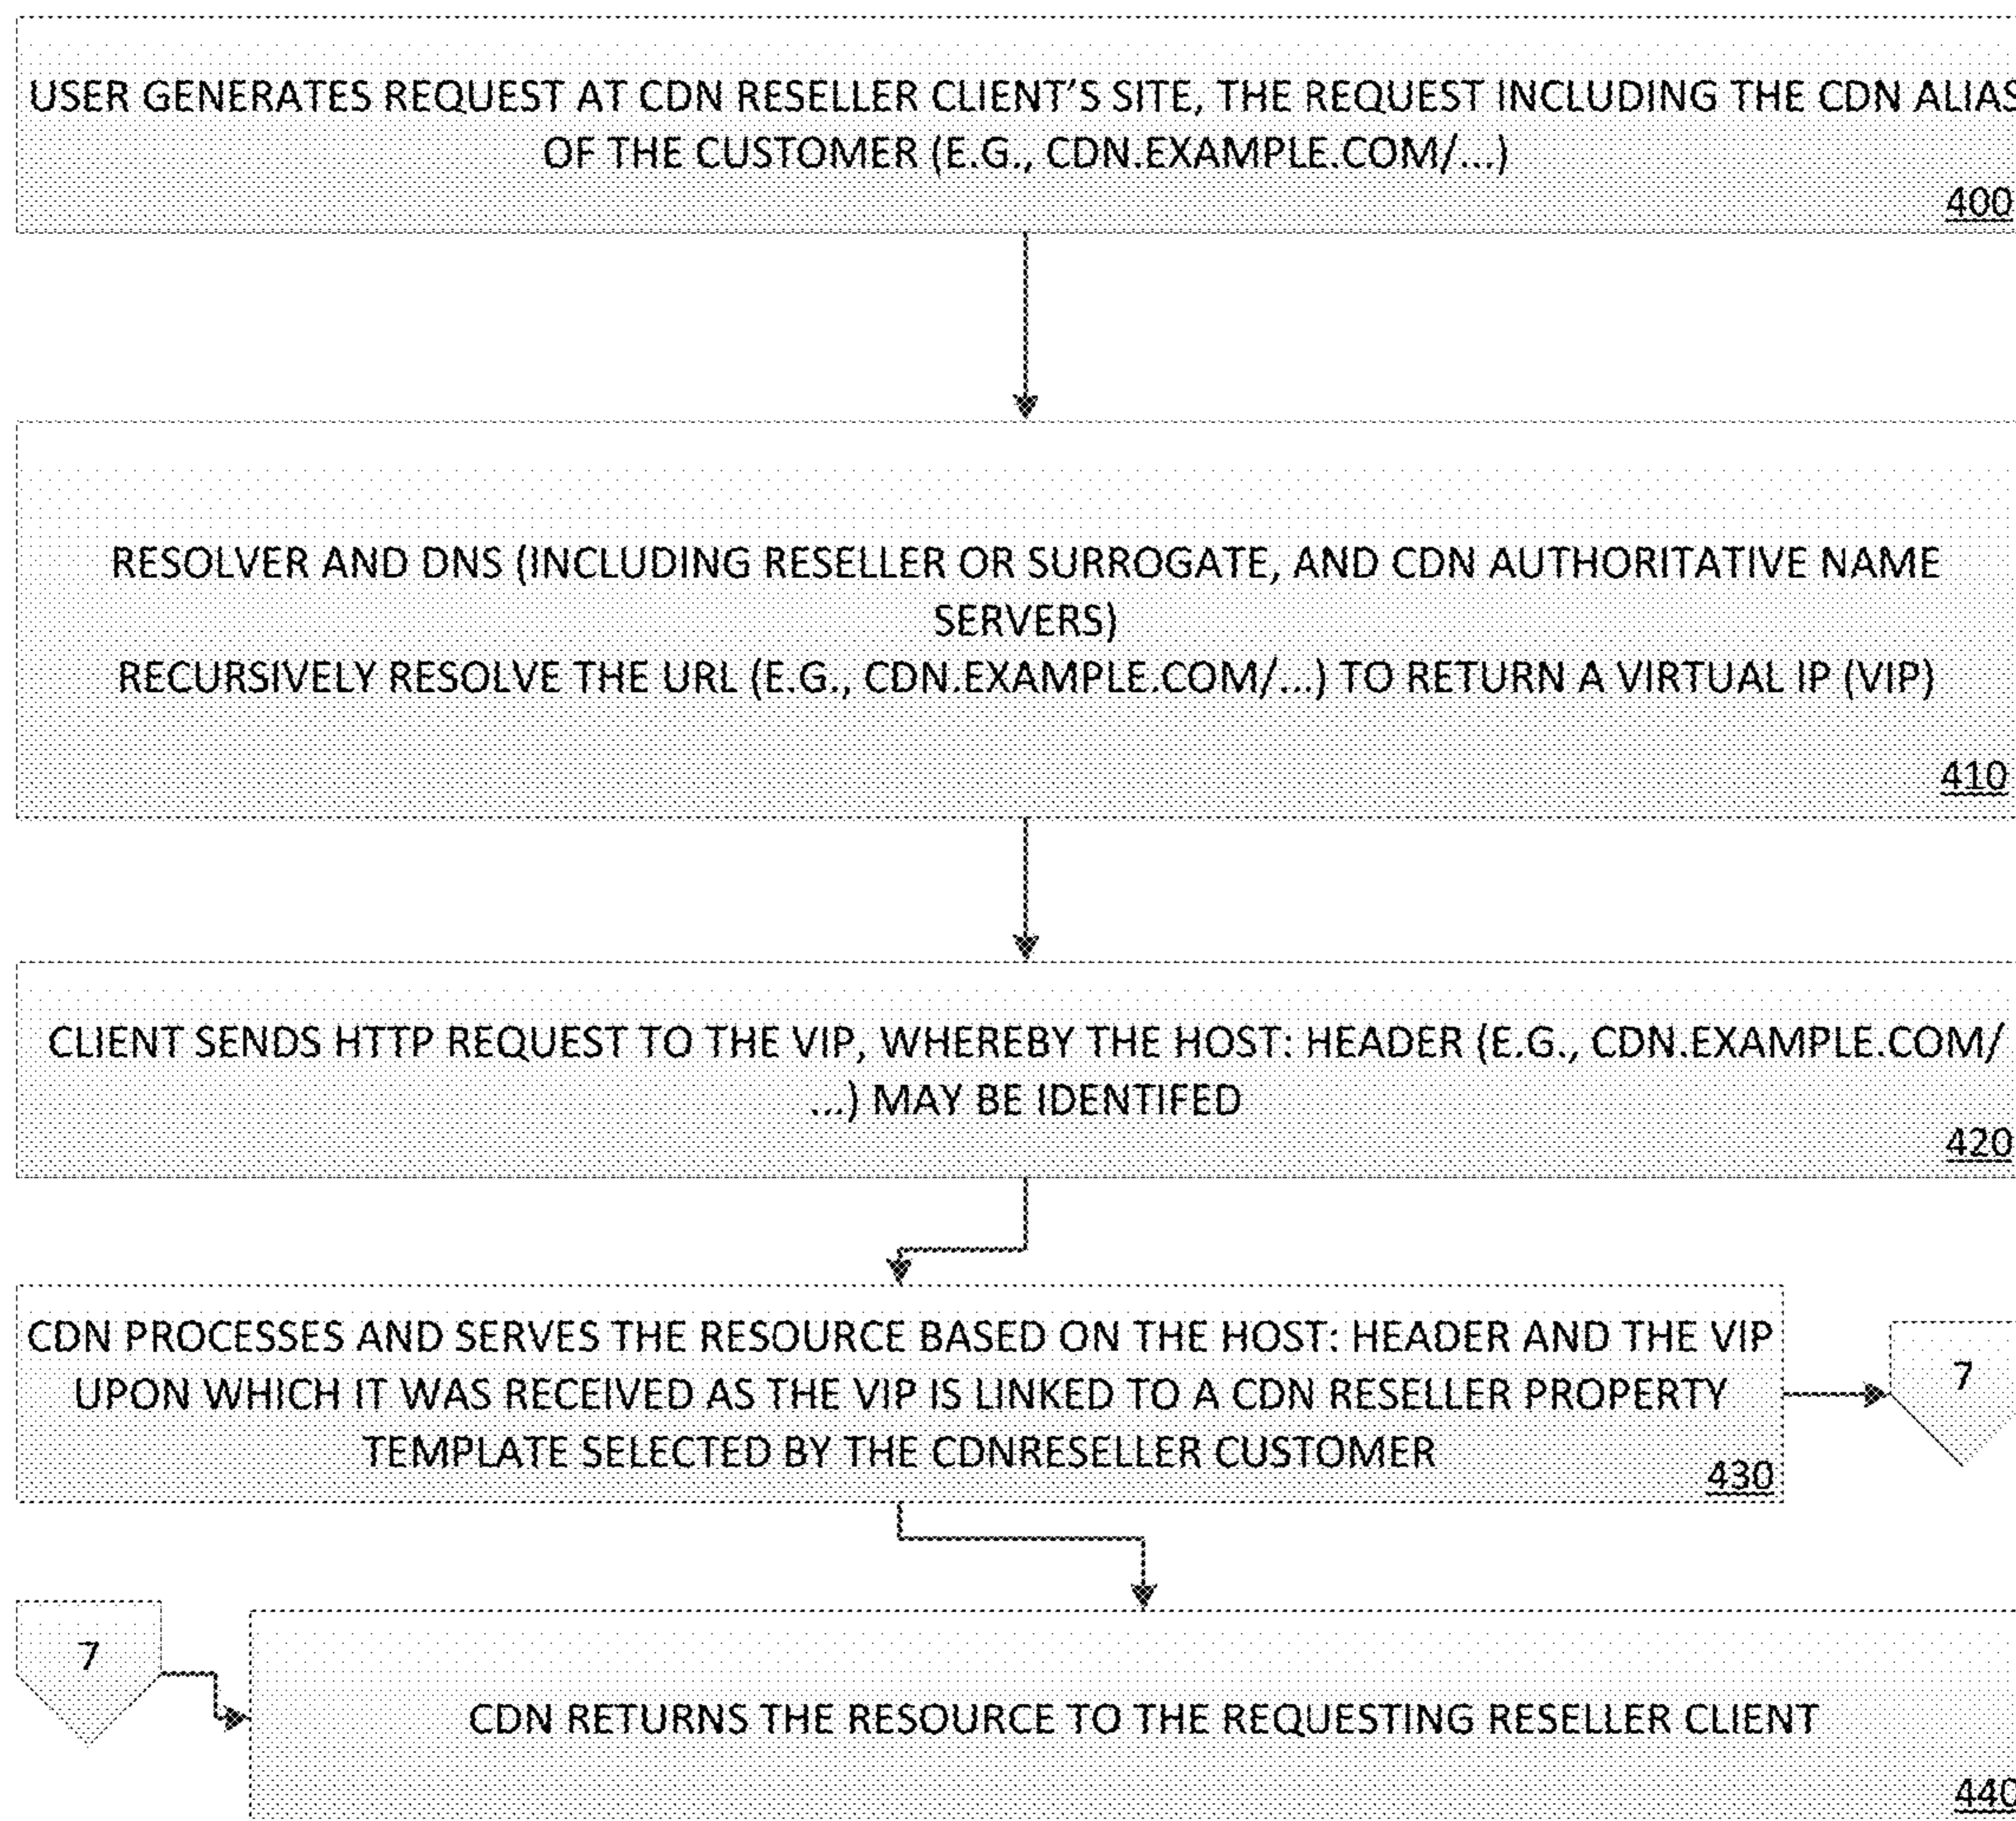 USER GENERATES REQUEST AT CDN RESELLER CLIENT'S SITE, THE REQUEST INCLUDING THE CDN ALIAS
OF THE CUSTOMER (E.G., CDN.EXAMPLE.COM/...)
400
RESOLVER AND DNS (INCLUDING RESELLER OR SURROGATE, AND CDN AUTHORITATIVE NAME
SERVERS)
RECURSIVELY RESOLVE THE URL (E.G., CDN.EXAMPLE.COM/...) TO RETURN A VIRTUAL IP (VIP)
410
CLIENT SENDS HTTP REQUEST TO THE VIP, WHEREBY THE HOST: HEADER (E.G., CDN.EXAMPLE.COM/
...) MAY BE IDENTIFED
420
CDN PROCESSES AND SERVES THE RESOURCE BASED ON THE HOST: HEADER AND THE VIP
UPON WHICH IT WAS RECEIVED AS THE VIP IS LINKED TO A CDN RESELLER PROPERTY
TEMPLATE SELECTED BY THE CDNRESELLER CUSTOMER
430
7
7
CDN RETURNS THE RESOURCE TO THE REQUESTING RESELLER CLIENT
440